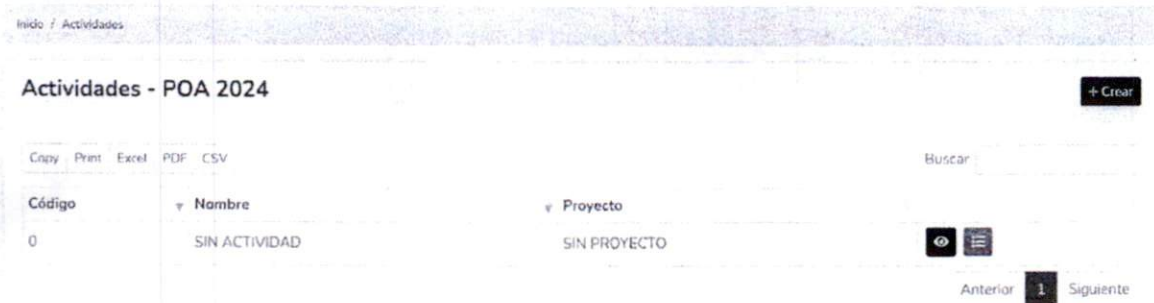 Inicio / Actividades
Actividades - POA 2024
+ Crear
Copy Print Excel PDF CSV
Buscar
Código Nombre Proyecto
0 SIN ACTIVIDAD SIN PROYECTO
Anterior 1 Siguiente